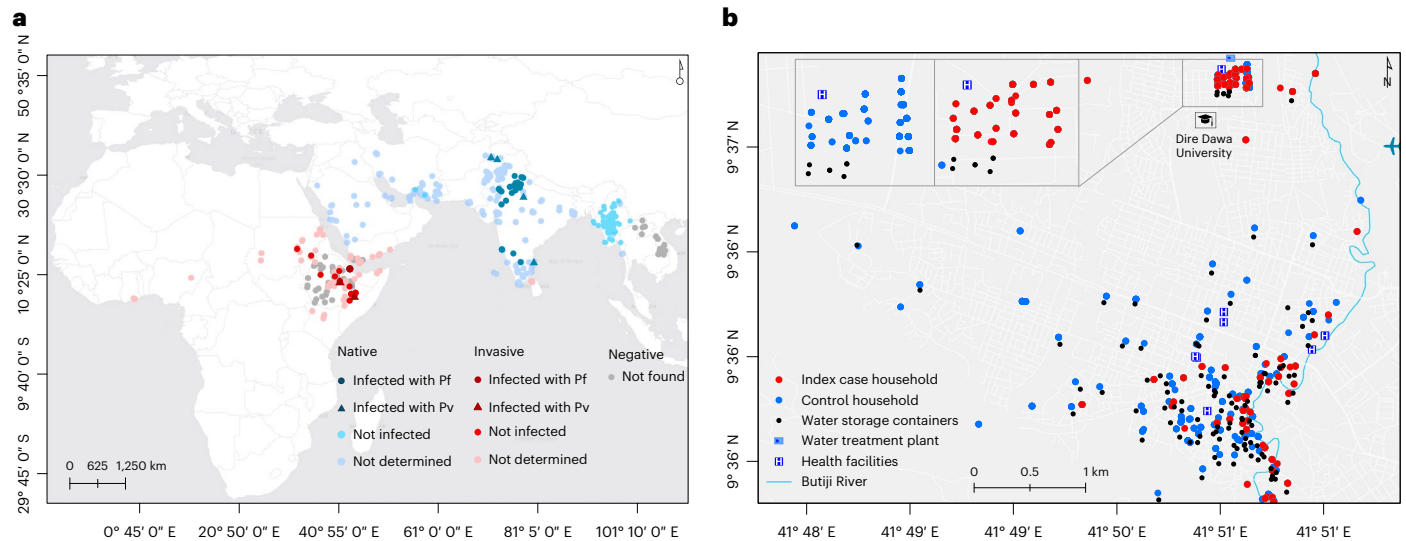 a
b
50° 35' 0" N
30° 30' 0" N
10° 25' 0" N
9° 40' 0" S
29° 45' 0" S
Native
Infected with Pf
Infected with Pv
Not infected
Not determined
Invasive
Infected with Pf
Infected with Pv
Not infected
Not determined
Negative
Not found
0 625 1,250 km
0° 45' 0" E 20° 50' 0" E 40° 55' 0" E 61° 0' 0" E 81° 5' 0" E 101° 10' 0" E
N
H
H
H
Dire Dawa
University
9° 37' N
9° 36' N
9° 36' N
9° 36' N
H
H
H
H
H
H
Index case household
Control household
Water storage containers
Water treatment plant
H Health facilities
Butiji River
0 0.5 1 km
41° 48' E 41° 49' E 41° 49' E 41° 50' E 41° 51' E 41° 51' E